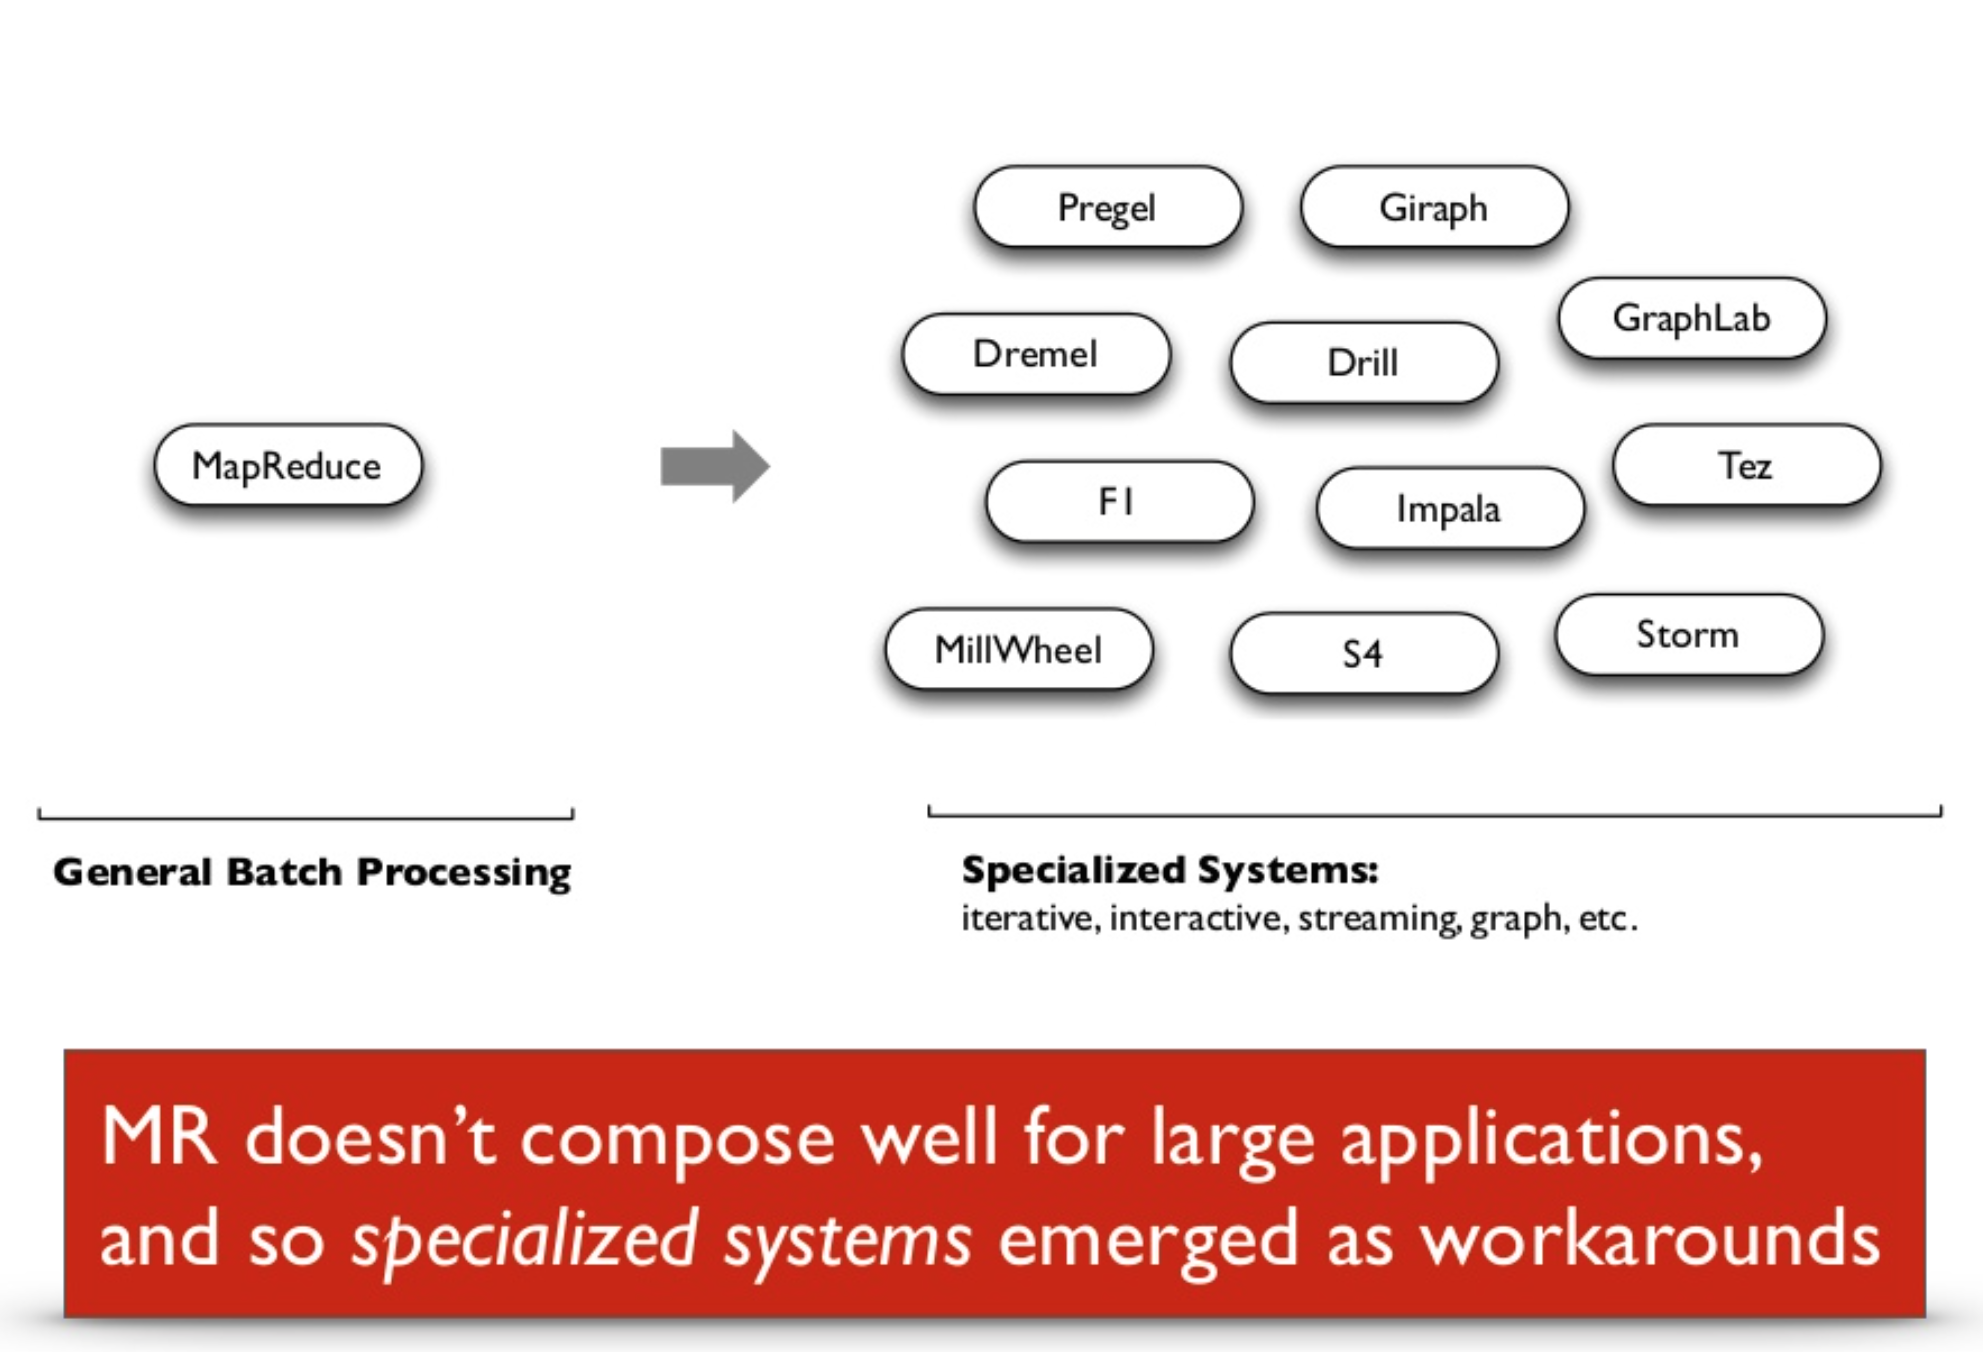 Pregel
Giraph
GraphLab
Dremel
Drill
MapReduce
Tez
F1
Impala
MillWheel
S4
Storm
General Batch Processing
Specialized Systems:
iterative, interactive, streaming, graph, etc.
MR doesn’t compose well for large applications,
and so specialized systems emerged as workarounds